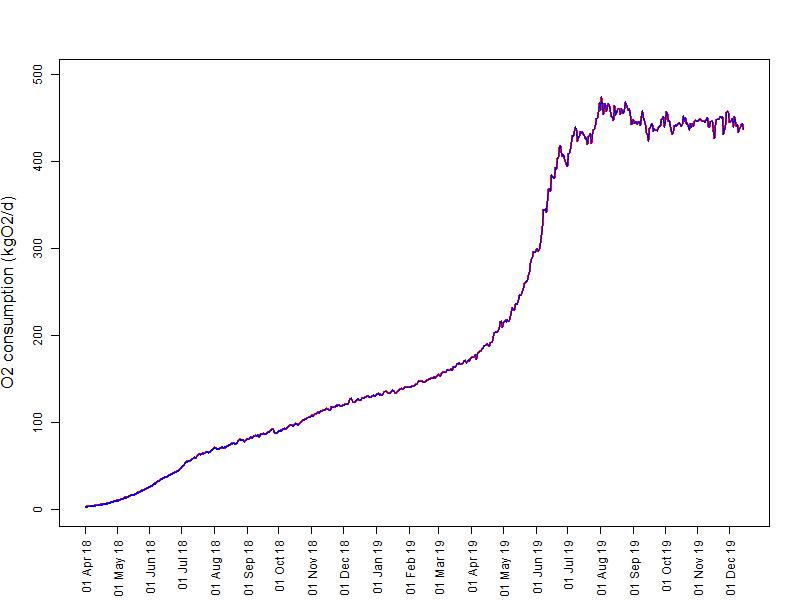 O2 consumption (kgO2/d)
500
400
300
200
100
0
01 Apr 18
01 May 18
01 Jun 18
01 Jul 18
01 Aug 18
01 Sep 18
01 Oct 18
01 Nov 18
01 Dec 18
01 Jan 19
01 Feb 19
01 Mar 19
01 Apr 19
01 May 19
01 Jun 19
01 Jul 19
01 Aug 19
01 Sep 19
01 Oct 19
01 Nov 19
01 Dec 19